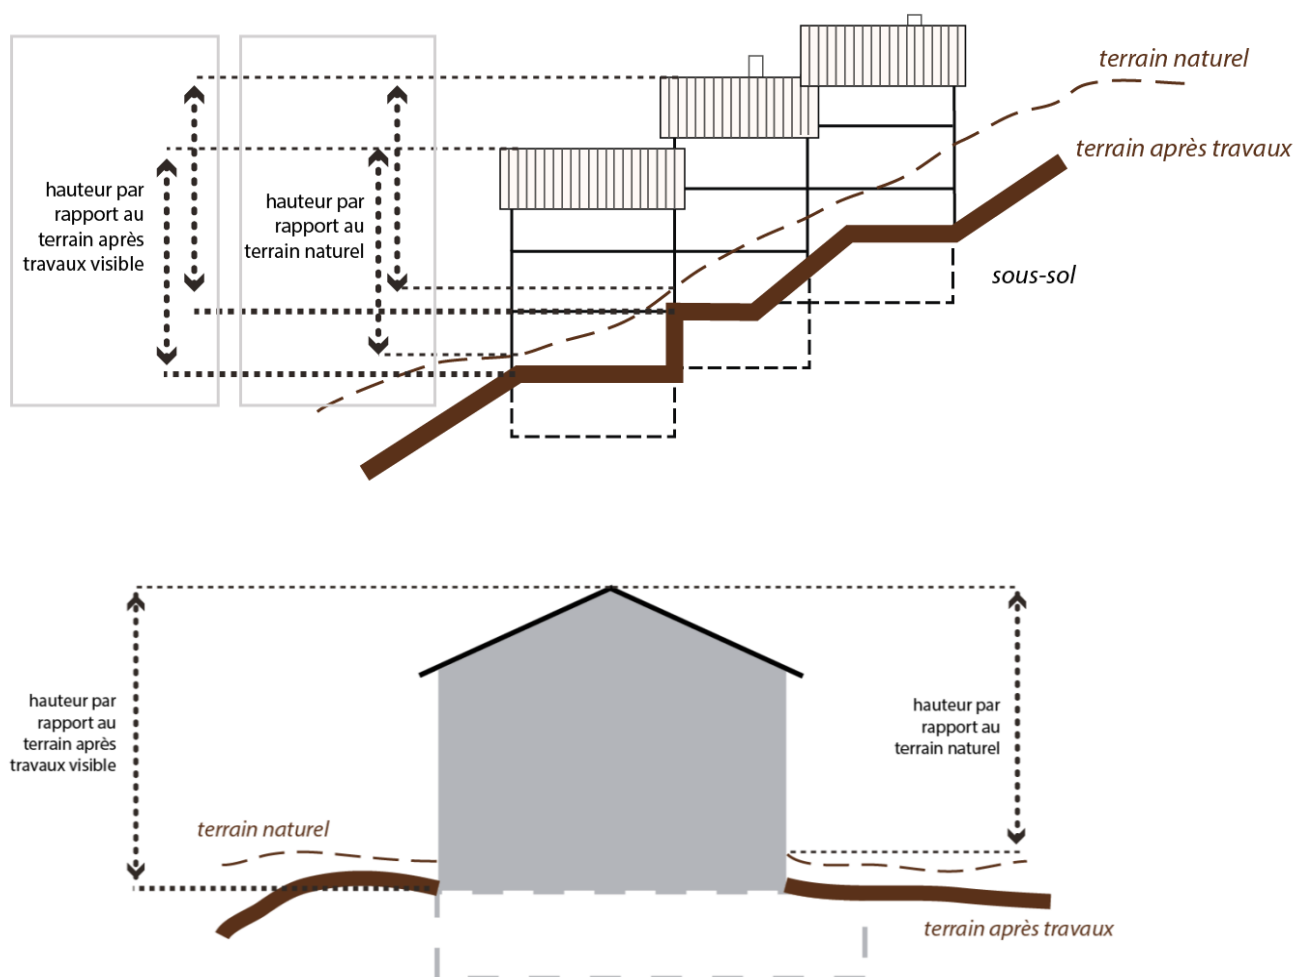 terrain naturel
terrain après travaux
hauteur par
rapport au
terrain après
travaux visible
hauteur par
rapport au
terrain naturel
sous-sol
hauteur par
rapport au
terrain après
travaux visible
hauteur par
rapport au
terrain naturel
terrain naturel
terrain après travaux